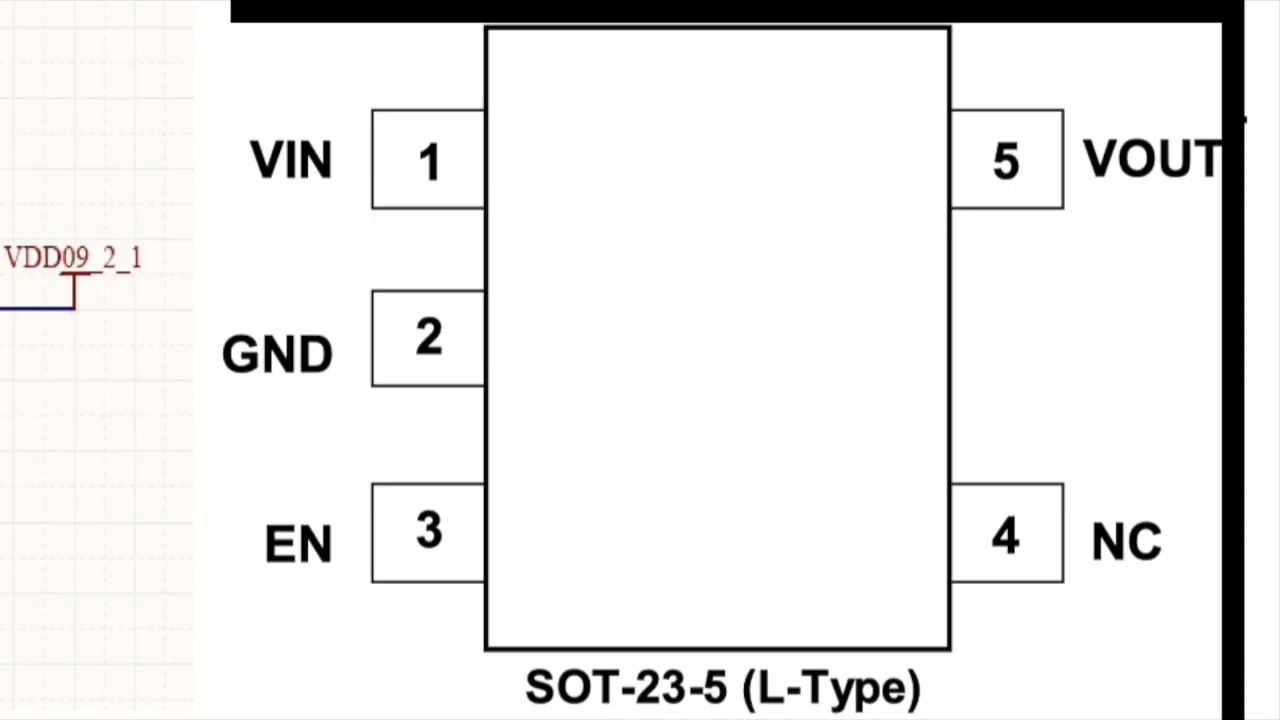 VIN 1 5 VOUT
VDD09_2_1
2
GND
3 4
EN NC
SOT-23-5 (L-Type)